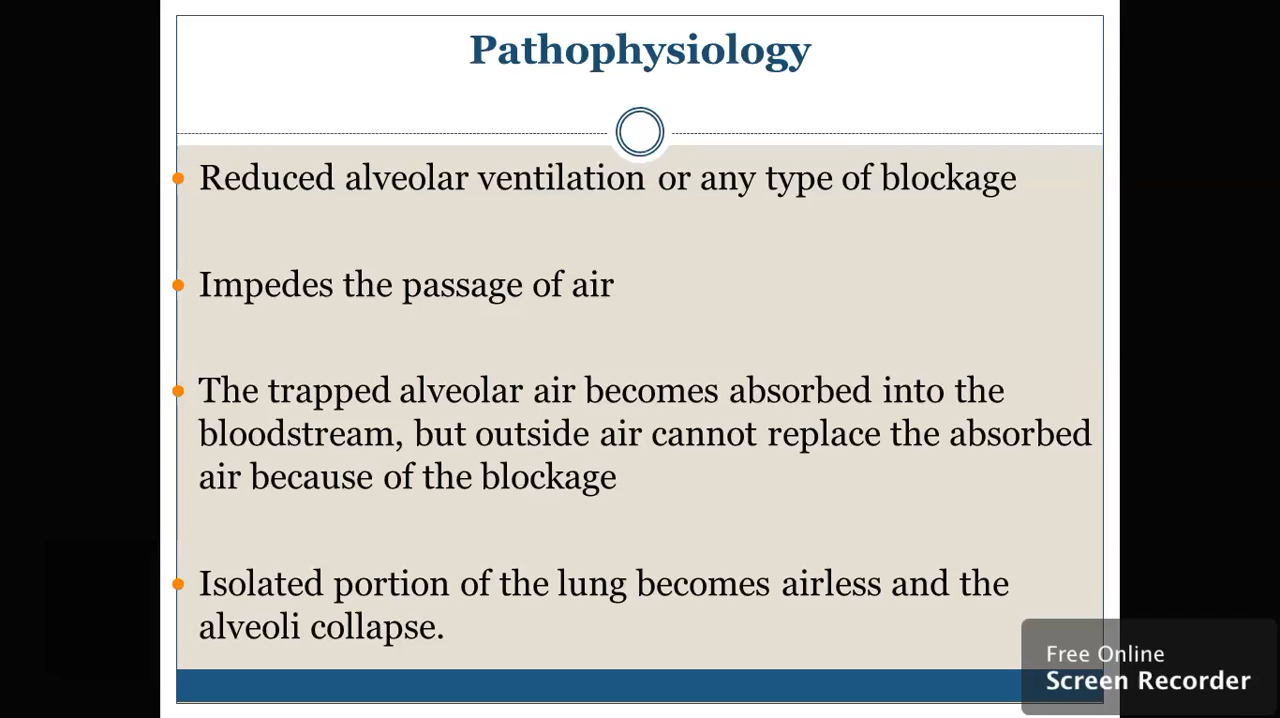 Pathophysiology
Reduced alveolar ventilation or any type of blockage
Impedes the passage of air
The trapped alveolar air becomes absorbed into the
bloodstream, but outside air cannot replace the absorbed
air because of the blockage
Isolated portion of the lung becomes airless and the
alveoli collapse.
Free Online
Screen Recorder